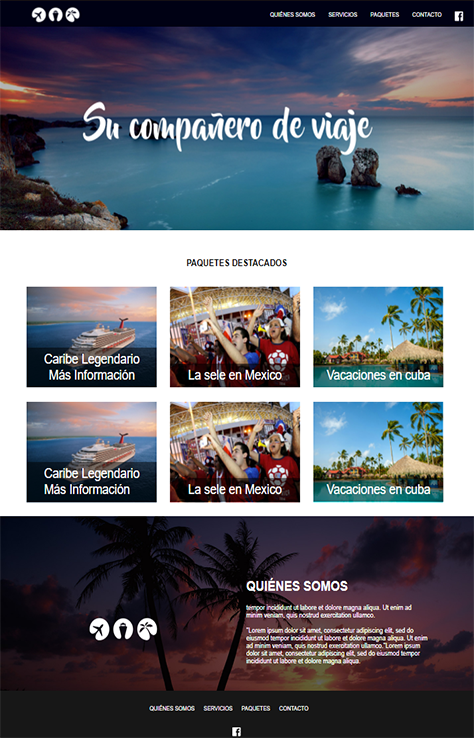 QUIÉNES SOMOS SERVICIOS PAQUETES CONTACTO
Su compañero de viaje
PAQUETES DESTACADOS
Caribe Legendario
Más Información
La sele en Mexico
Vacaciones en cuba
Caribe Legendario
Más Información
La sele en Mexico
Vacaciones en cuba
QUIÉNES SOMOS
tempor incididunt ut labore et dolore magna aliqua. Ut enim ad
minim veniam, quis nostrud exercitation ullamco.
"Lorem ipsum dolor sit amet, consectetur adipiscing elit, sed do
eiusmod tempor incididunt ut labore et dolore magna aliqua. Ut enim ad
minim veniam, quis nostrud exercitation ullamco."Lorem ipsum
dolor sit amet, consectetur adipiscing elit, sed do eiusmod tempor
incididunt ut labore et dolore magna aliqua.
QUIÉNES SOMOS SERVICIOS PAQUETES CONTACTO